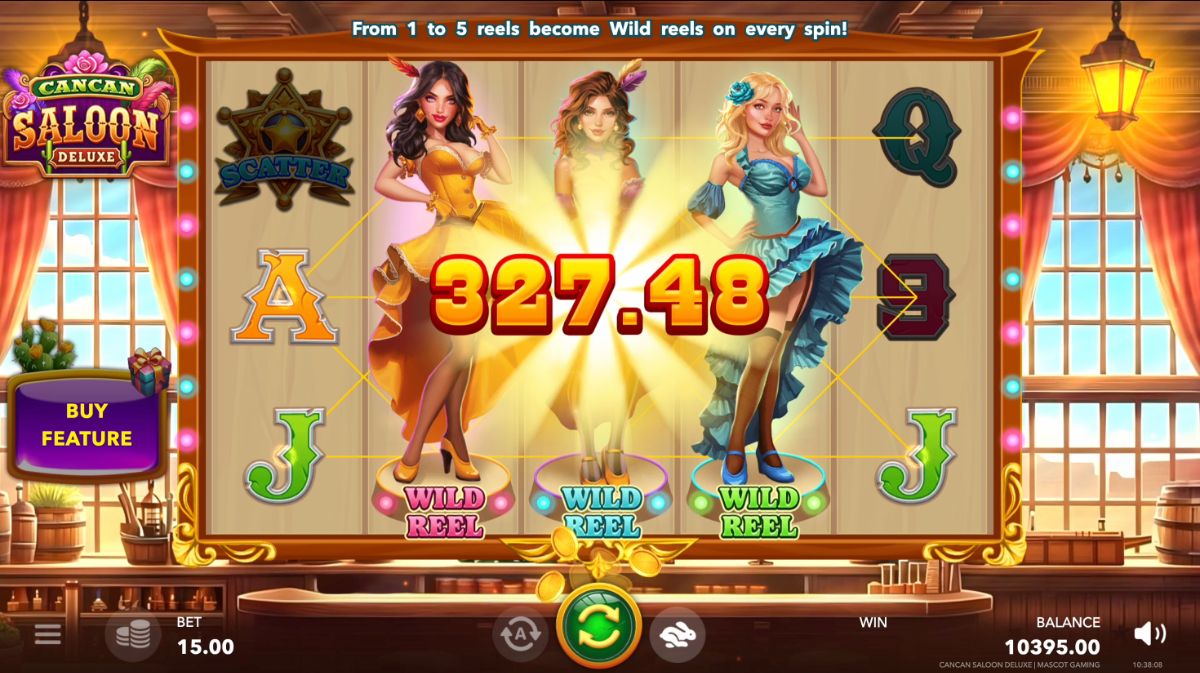 From 1 to 5 reels become Wild reels on every spin!
CANCAN
SALOON
DELUXE
SCATTER
Q
A
327.48
9
J
J
WILD
REEL
WILD
REEL
WILD
REEL
BUY
FEATURE
BET
15.00
A
WIN
BALANCE
10395.00
CANCAN SALOON DELUXE | MASCOT GAMING
10:38:08